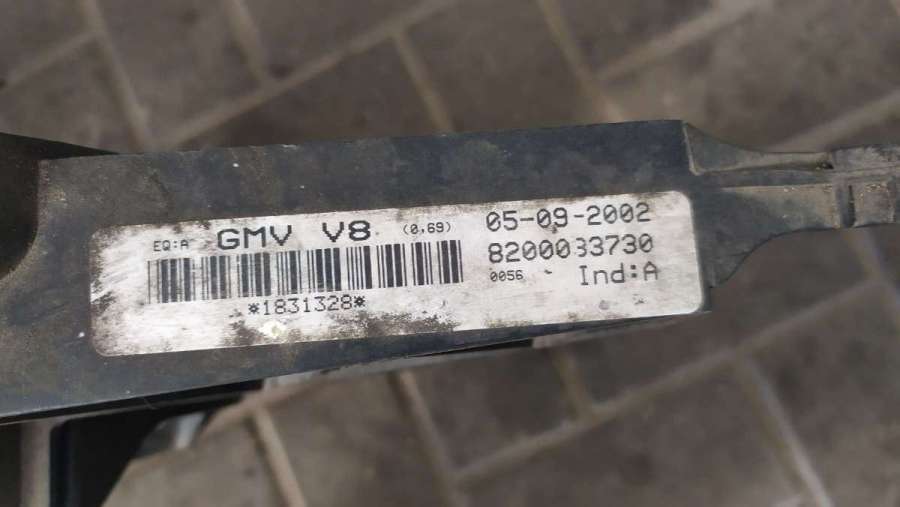 EQ:A GMV V8 (0,69) 05-09-2002
8200033730
0056 Ind:A
*1831328*